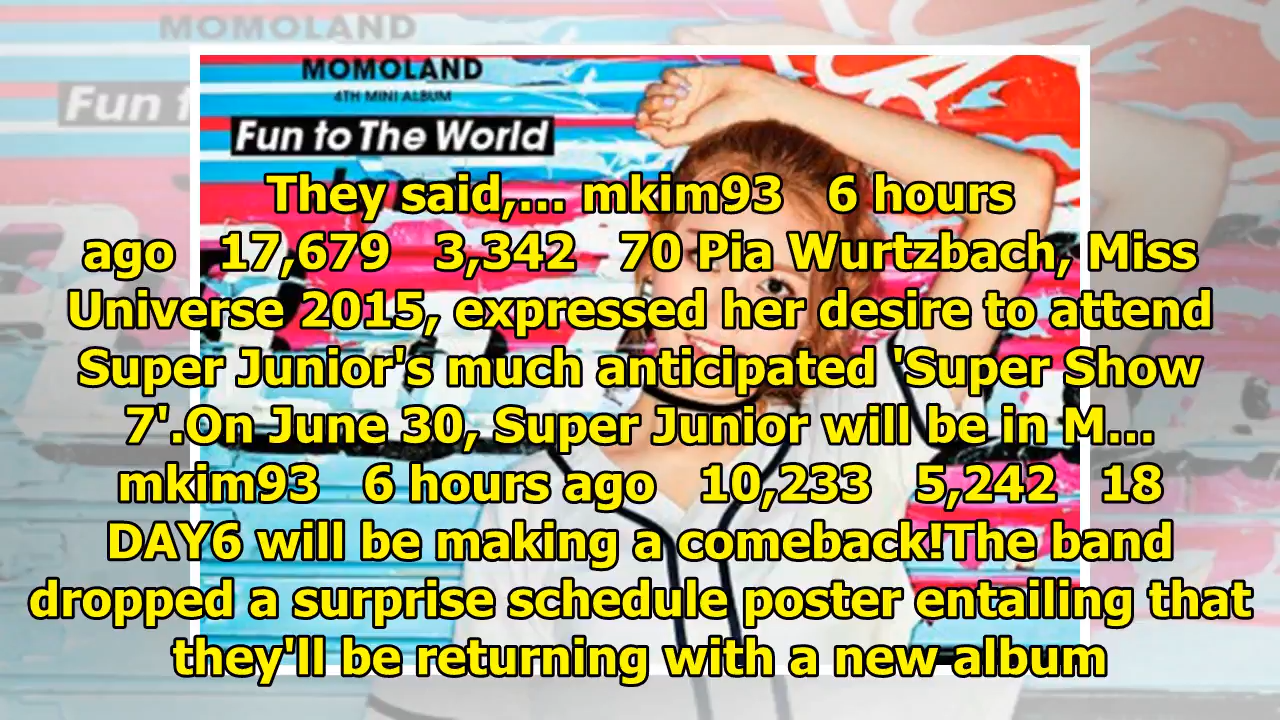 MOMOLAND
Fun t
MOMOLAND
4TH MINI ALBUM
Fun to The World
They said,... mkim93 6 hours
ago 17,679 3,342 70 Pia Wurtzbach, Miss
Universe 2015, expressed her desire to attend
Super Junior's much anticipated 'Super Show
7'.On June 30, Super Junior will be in M...
mkim93 6 hours ago 10,233 5,242 18
DAY6 will be making a comeback!The band
dropped a surprise schedule poster entailing that
they'll be returning with a new album